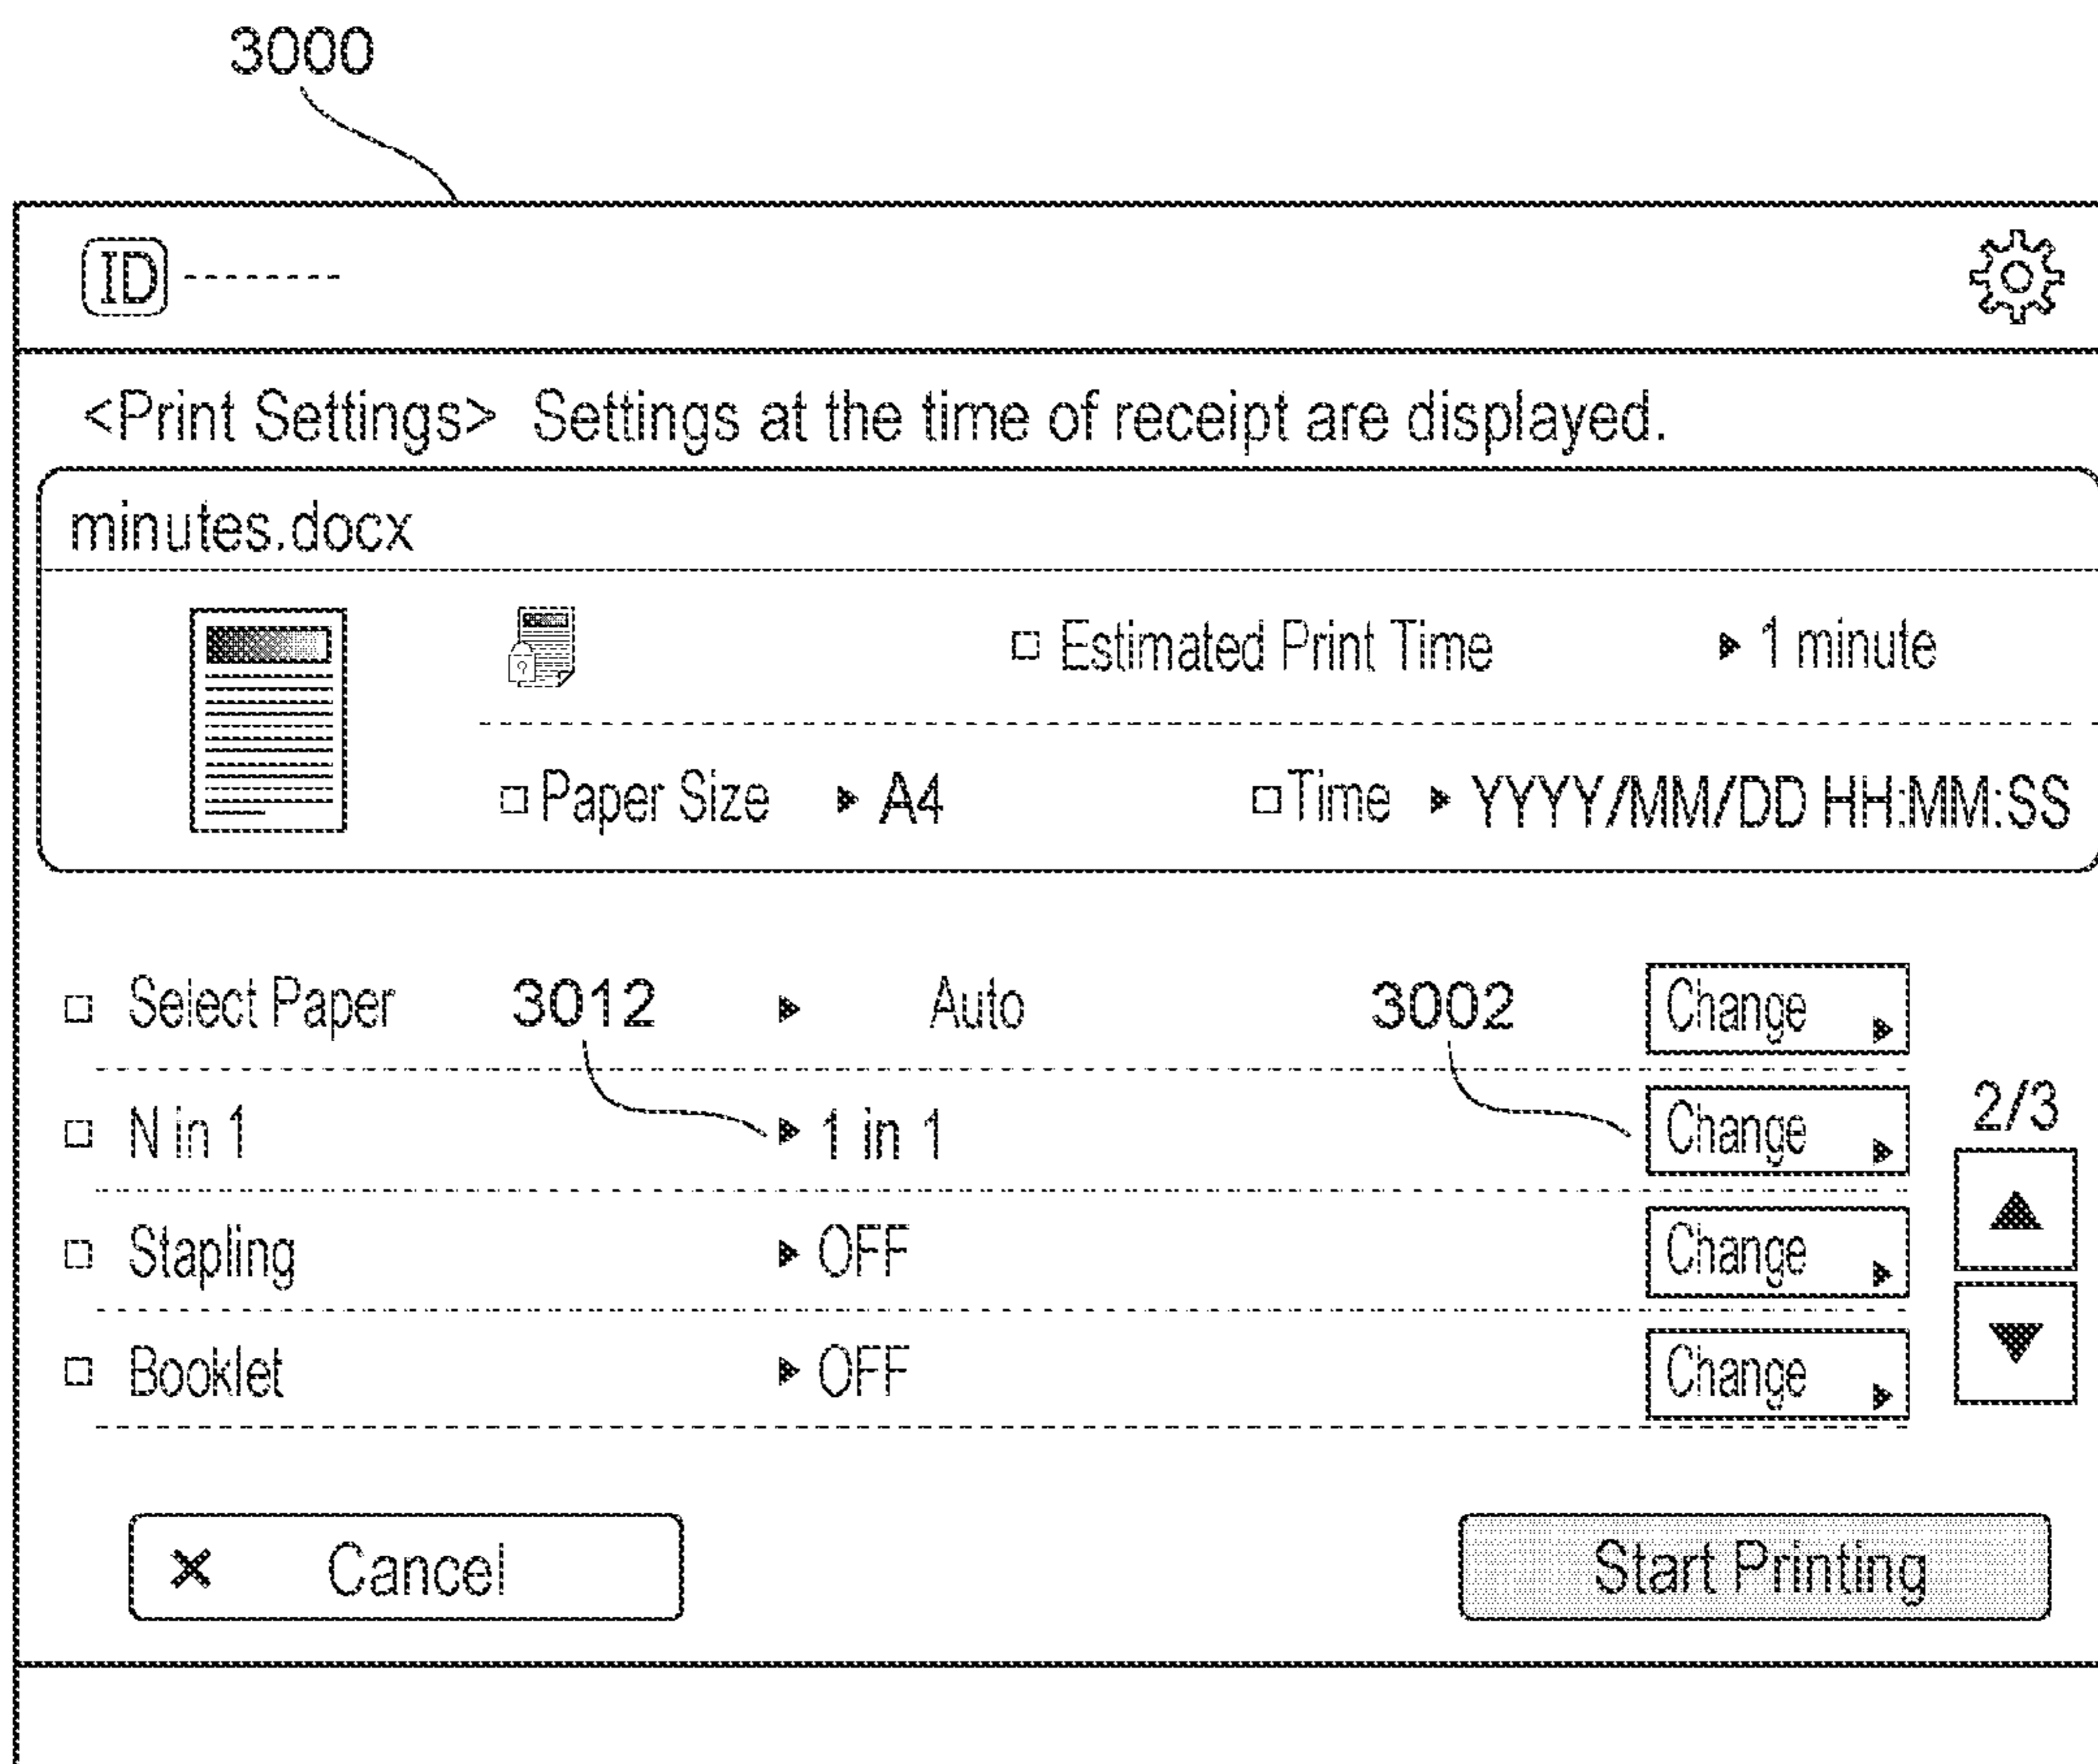 3000
ID --------
<Print Settings> Settings at the time of receipt are displayed.
minutes.docx
□ Estimated Print Time ▶ 1 minute
□ Paper Size ▶ A4 □ Time ▶ YYYY/MM/DD HH:MM:SS
□ Select Paper 3012 ▶ Auto 3002 Change
□ N in 1 ▶ 1 in 1 Change 2/3
□ Stapling ▶ OFF Change
□ Booklet ▶ OFF Change
× Cancel Start Printing